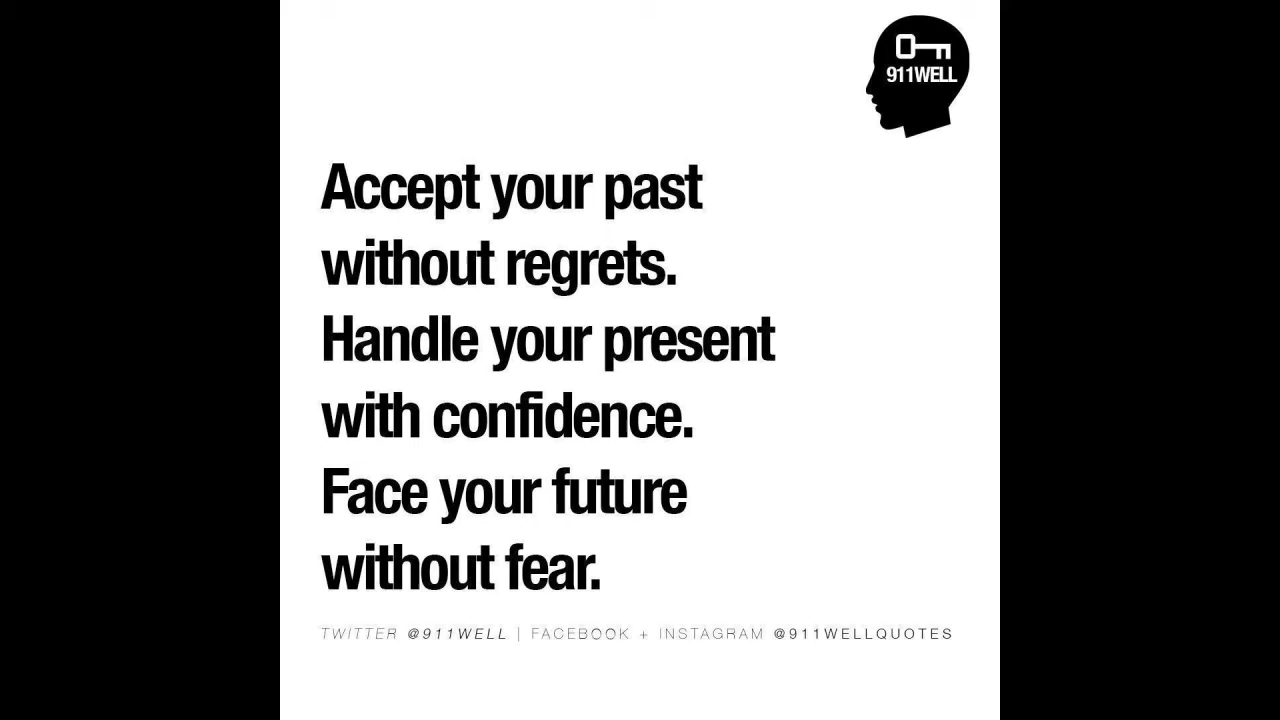 911WELL
Accept your past
without regrets.
Handle your present
with confidence.
Face your future
without fear.
TWITTER @911WELL | FACEBOOK + INSTAGRAM @911WELLQUOTES